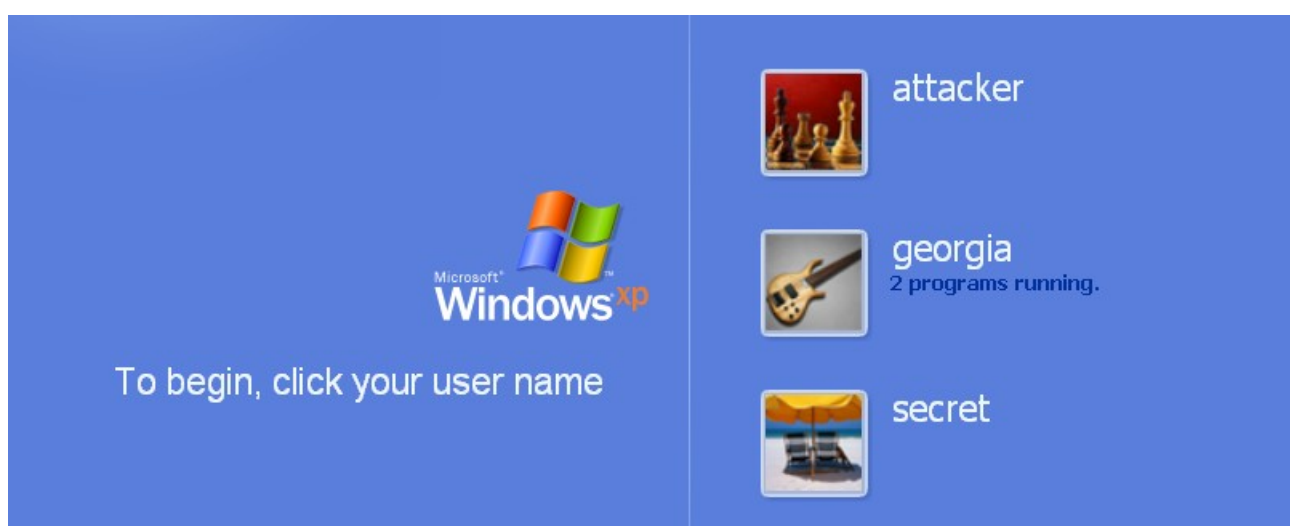 Microsoft®
Windows® xp
To begin, click your user name
attacker
georgia
2 programs running.
secret